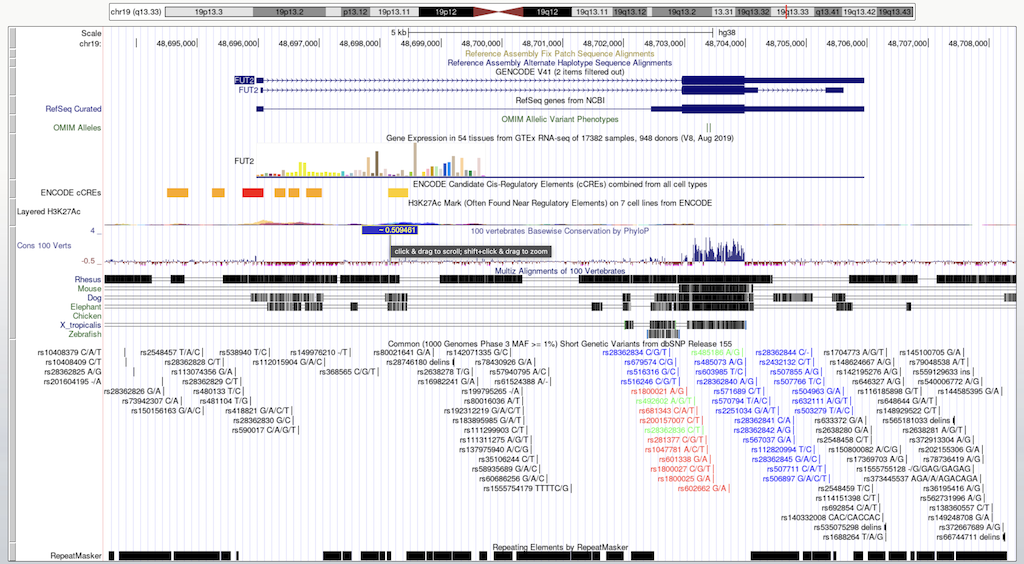 chr19 (q13.33) 19p13.3 19p13.2 p13.12 19p13.11 19p12 19q12 19q13.11 19q13.12 19q13.2 13.31 19q13.32 19q13.33 q13.41 19q13.42 19q13.43
Scale 5 kb hg38
chr19: 48,695,000 48,696,000 48,697,000 48,698,000 48,699,000 48,700,000 48,701,000 48,702,000 48,703,000 48,704,000 48,705,000 48,706,000 48,707,000 48,708,000
Reference Assembly Fix Patch Sequence Alignments
Reference Assembly Alternate Haplotype Sequence Alignments
GENCODE V41 (2 items filtered out)
FUT2
FUT2
RefSeq genes from NCBI
RefSeq Curated
OMIM Allelic Variant Phenotypes
OMIM Alleles
Gene Expression in 54 tissues from GTEx RNA-seq of 17382 samples, 948 donors (V8, Aug 2019)
FUT2
ENCODE Candidate Cis-Regulatory Elements (cCREs) combined from all cell types
ENCODE cCREs
H3K27Ac Mark (Often Found Near Regulatory Elements) on 7 cell lines from ENCODE
Layered H3K27Ac
4 _ ~ 0.509461 100 vertebrates Basewise Conservation by PhyloP
Cons 100 Verts click & drag to scroll; shift+click & drag to zoom
-0.5 _
Multiz Alignments of 100 Vertebrates
Rhesus
Mouse
Dog
Elephant
Chicken
X_tropicalis
Zebrafish
Common (1000 Genomes Phase 3 MAF >= 1%) Short Genetic Variants from dbSNP Release 155
rs10408379 G/A/T rs2548457 T/A/C rs538940 T/C rs149976210 -/T rs80021641 G/A rs142071335 G/C rs28362834 C/G/T rs485186 A/G rs28362844 C/- rs1704773 A/G/T rs145100705 G/A
rs10408409 C/T rs28362828 C/T rs112015904 G/A/C rs28746180 delins rs78430926 G/A rs679574 C/G rs485073 A/G rs2432132 C/T rs148624667 A/G rs79048538 A/T
rs28362825 A/G rs113074356 G/A rs368565 C/G/T rs2638278 T/G rs57940795 A/C rs516316 G/C rs603985 T/C rs507855 A/G rs142195276 A/G rs559129633 ins
rs201604195 -/A rs28362829 C/T rs16982241 G/A rs61524388 A/- rs516246 C/G/T rs28362840 A/G rs507766 T/C rs646327 A/G rs540006772 A/G
rs28362826 G/A rs480133 T/C rs199795265 -/A rs1800021 A/G rs571689 C/T rs504963 G/A rs116185898 G/T rs144585395 G/A
rs73942307 C/A rs481104 T/G rs80016036 A/T rs492602 A/G/T rs570794 T/A/C rs632111 A/G/T rs648644 G/A/T
rs150156163 G/A/C rs418821 G/A/C/T rs192312219 G/A/C/T rs681343 C/A/T rs2251034 G/A/T rs503279 T/A/C rs148929522 C/T
rs28362830 G/C rs183895985 G/A/T rs200157007 C/T rs28362841 C/A rs633372 G/A rs565181033 delins
rs590017 C/A/G/T rs111299903 C/T rs28362836 C/T rs28362842 A/G rs2638280 G/A rs2638281 A/G/T
rs111311275 A/G/T rs281377 C/G/T rs567037 G/A rs2548458 C/T rs372913304 A/G
rs137975940 A/C/G rs1047781 A/C/T rs112820994 T/C rs150800082 A/C/G rs202155306 G/A
rs35106244 C/T rs601338 G/A rs28362845 G/A/C rs17369703 A/G rs78736419 A/G
rs58935689 G/A/C rs1800027 C/G/T rs507711 C/A/T rs1555755128 -/G/GAG/GAGAG
rs60686256 G/A/C rs1800025 G/A rs506897 G/A/C/T rs373445537 AGA/A/AGACAGA
rs1555754179 TTTTC/G rs602662 G/A rs2548459 T/C rs36195416 A/G
rs114151398 C/T rs562731996 A/G
rs692854 C/A/T rs138360557 C/T
rs140332008 CAC/CACCAC rs149248708 G/A
rs535075298 delins rs372667689 A/G
rs1688264 T/A/G rs66744711 delins
Repeating Elements by RepeatMasker
RepeatMasker